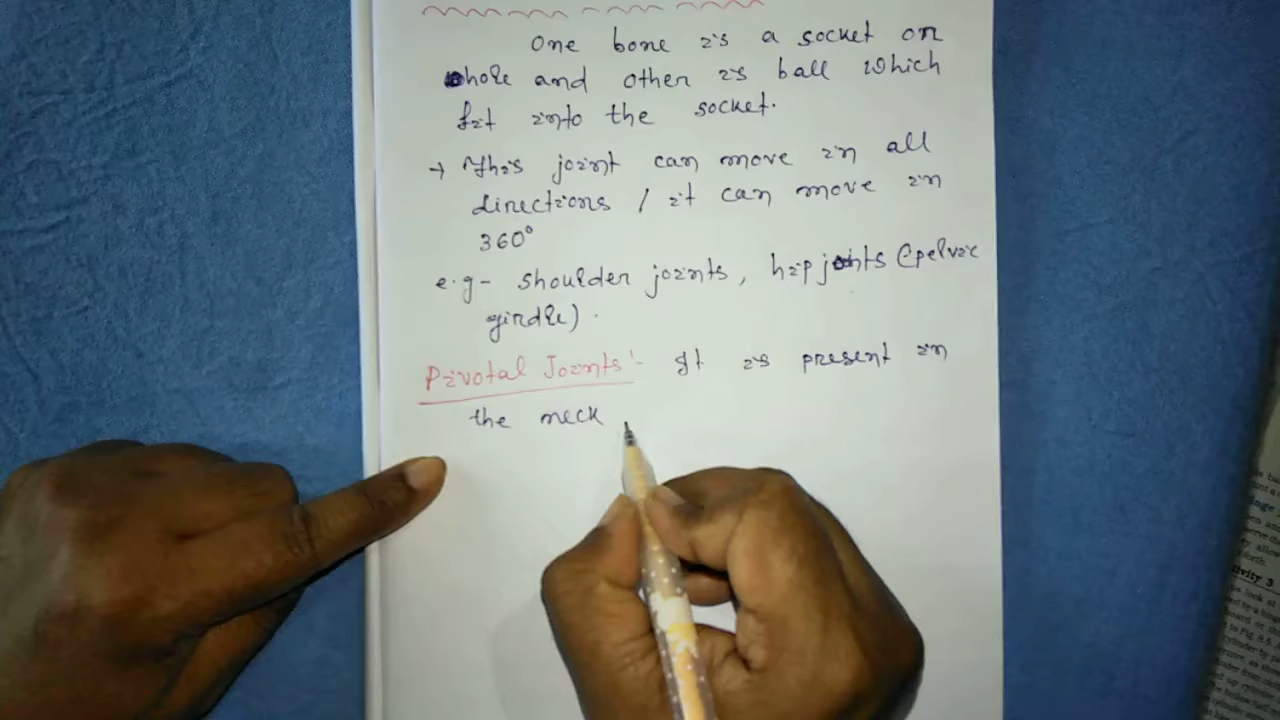 One bone is a socket or
hole and other is ball which
fit into the socket.
→ This joint can move in all
directions / it can move in
360°
e.g - shoulder joints, hip joints (pelvic
girdle).
Pivotal Joints:- It is present in
the neck
tivity 3